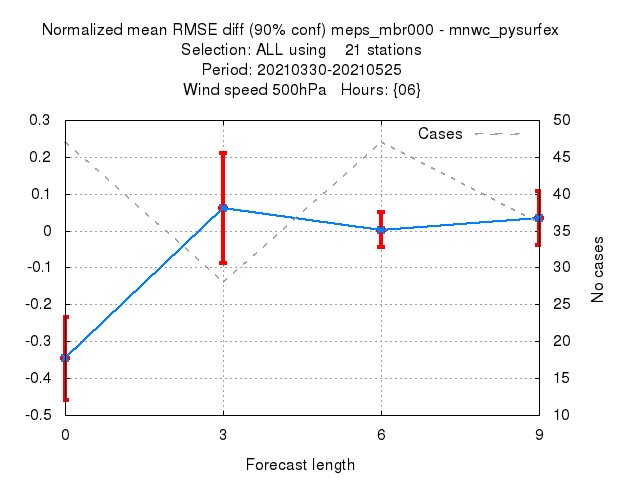 Normalized mean RMSE diff (90% conf) meps_mbr000 - mnwc_pysurfex
Selection: ALL using 21 stations
Period: 20210330-20210525
Wind speed 500hPa Hours: {06}
Cases
0.3
0.2
0.1
0
-0.1
-0.2
-0.3
-0.4
-0.5
50
45
40
35
30
25
20
15
10
No cases
0 3 6 9
Forecast length